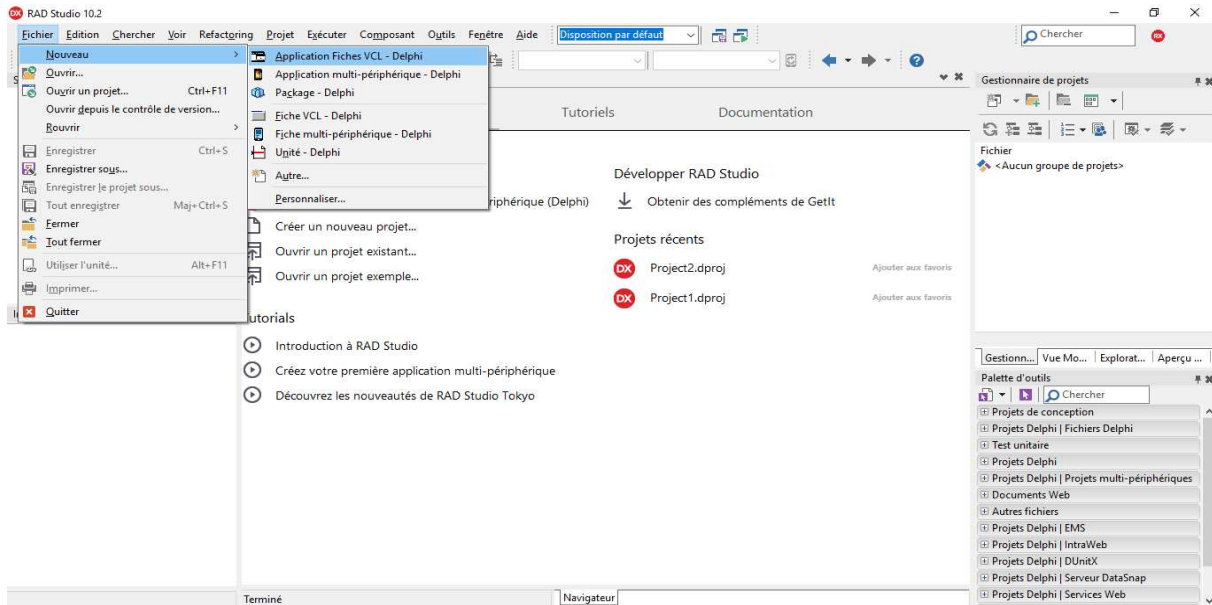 RAD Studio 10.2
Fichier Edition Chercher Voir Refactoring Projet Exécuter Composant Outils Fenêtre Aide Disposition par défaut Chercher
Nouveau
Ouvrir...
Ouvrir un projet... Ctrl+F11
Ouvrir depuis le contrôle de version...
Rouvrir
Enregistrer Ctrl+S
Enregistrer sous...
Enregistrer le projet sous...
Tout enregistrer Maj+Ctrl+S
Fermer
Tout fermer
Utiliser l'unité... Alt+F11
Imprimer...
Quitter
Application Fiches VCL - Delphi
Application multi-périphérique - Delphi
Package - Delphi
Fiche VCL - Delphi
Fiche multi-périphérique - Delphi
Unité - Delphi
Autre...
Personnaliser...
Tutoriels Documentation
riphérique (Delphi)
Créer un nouveau projet...
Ouvrir un projet existant...
Ouvrir un projet exemple...
Développer RAD Studio
Obtenir des compléments de GetIt
Projets récents
DX Project2.dproj Ajouter aux favoris
DX Project1.dproj Ajouter aux favoris
utorials
Introduction à RAD Studio
Créez votre première application multi-périphérique
Découvrez les nouveautés de RAD Studio Tokyo
Terminé Navigateur
Gestionnaire de projets
Fichier
<Aucun groupe de projets>
Gestionn... Vue Mo... Explorat... Aperçu ...
Palette d'outils
Chercher
Projets de conception
Projets Delphi | Fichiers Delphi
Test unitaire
Projets Delphi
Projets Delphi | Projets multi-périphériques
Documents Web
Autres fichiers
Projets Delphi | EMS
Projets Delphi | IntraWeb
Projets Delphi | DUnitX
Projets Delphi | Serveur DataSnap
Projets Delphi | Services Web